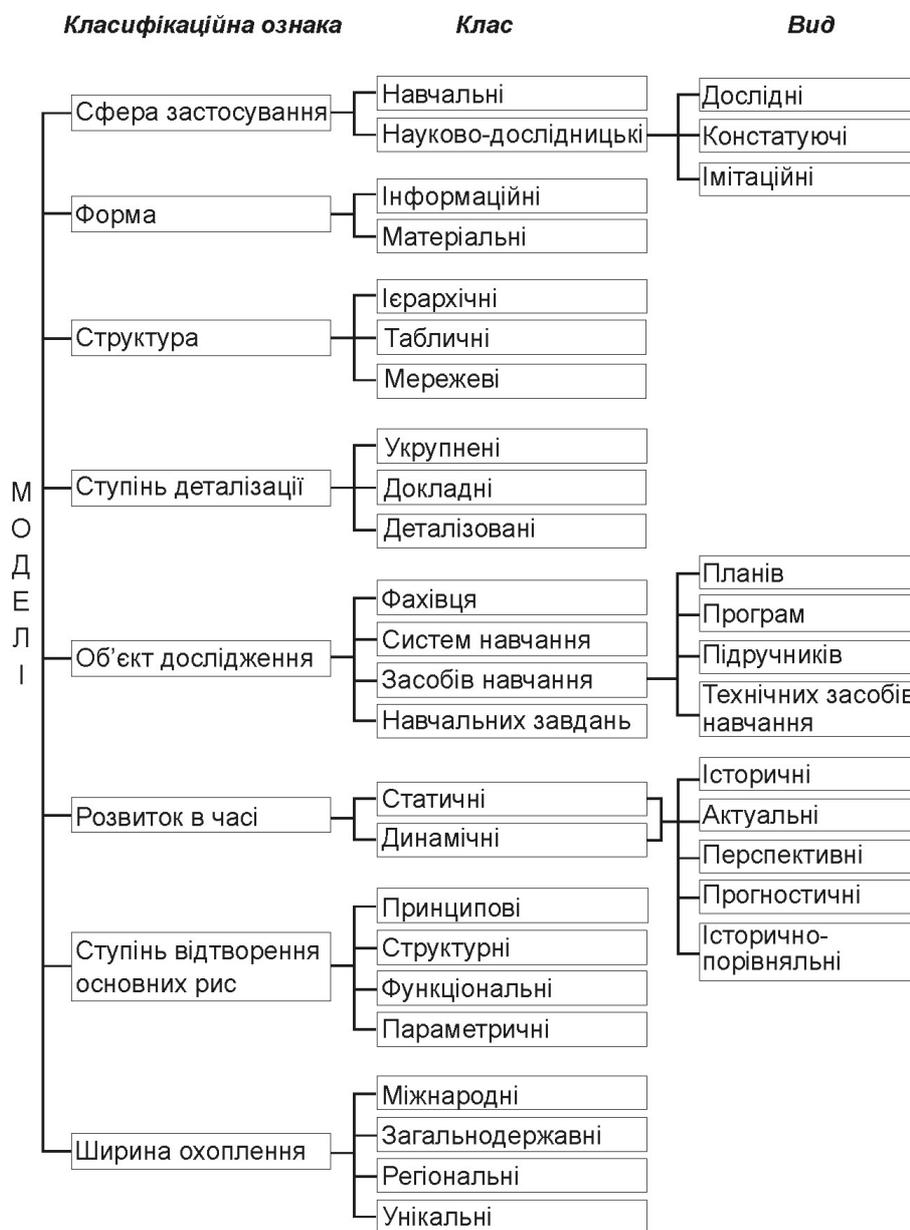 Класифікаційна ознака Клас Вид
МОДЕЛІ
Сфера застосування
Навчальні
Науково-дослідницькі
Дослідні
Констатуючі
Імітаційні
Форма
Інформаційні
Матеріальні
Структура
Ієрархічні
Табличні
Мережеві
Ступінь деталізації
Укрупнені
Докладні
Деталізовані
Об’єкт дослідження
Фахівця
Систем навчання
Засобів навчання
Навчальних завдань
Планів
Програм
Підручників
Технічних засобів
навчання
Розвиток в часі
Статичні
Динамічні
Історичні
Актуальні
Перспективні
Прогностичні
Історично-
порівняльні
Ступінь відтворення
основних рис
Принципові
Структурні
Функціональні
Параметричні
Ширина охоплення
Міжнародні
Загальнодержавні
Регіональні
Унікальні